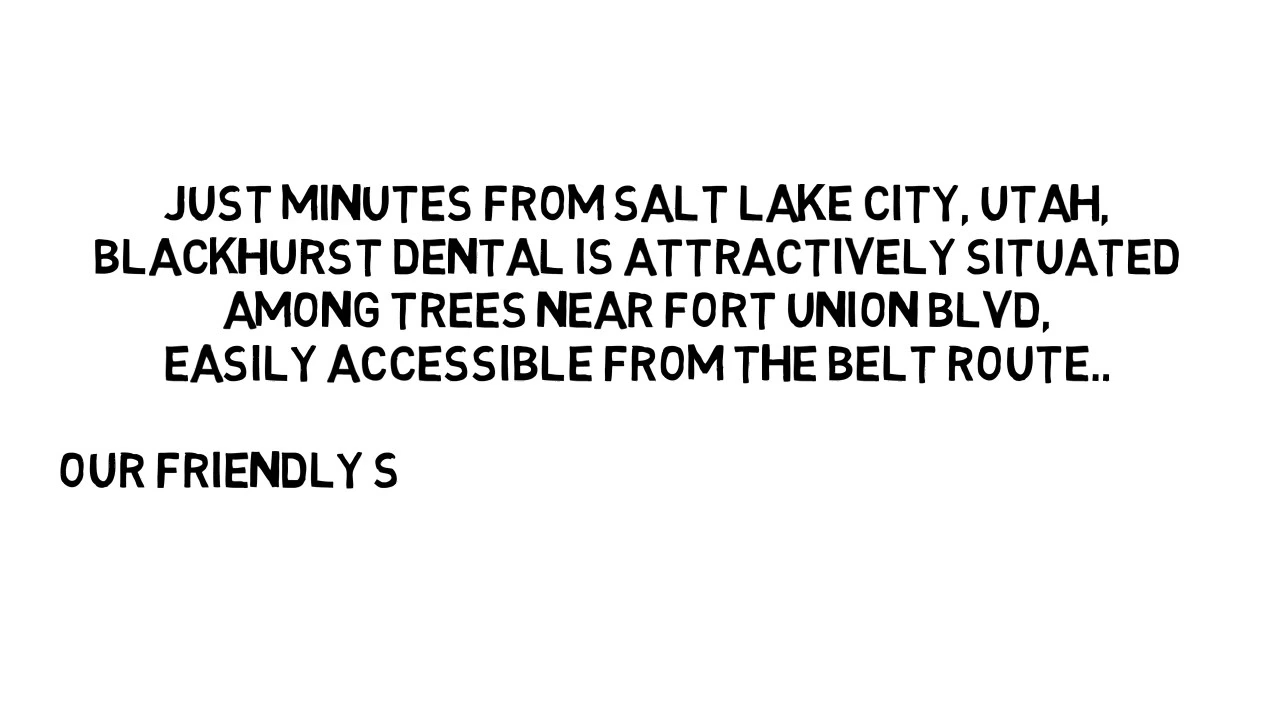 JUST MINUTES FROM SALT LAKE CITY, UTAH,
BLACKHURST DENTAL IS ATTRACTIVELY SITUATED
AMONG TREES NEAR FORT UNION BLVD,
EASILY ACCESSIBLE FROM THE BELT ROUTE..
OUR FRIENDLY S